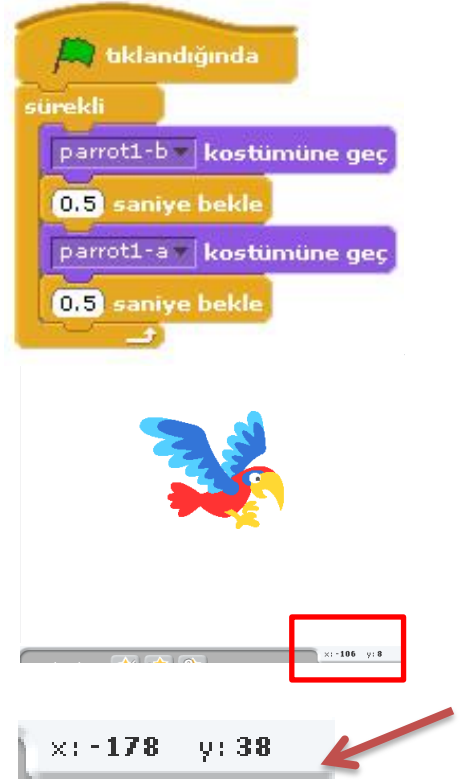 tıklandığında
sürekli
parrot1-b kostümüne geç
0.5 saniye bekle
parrot1-a kostümüne geç
0.5 saniye bekle
x: -106 y: 8
x: -178 y: 38